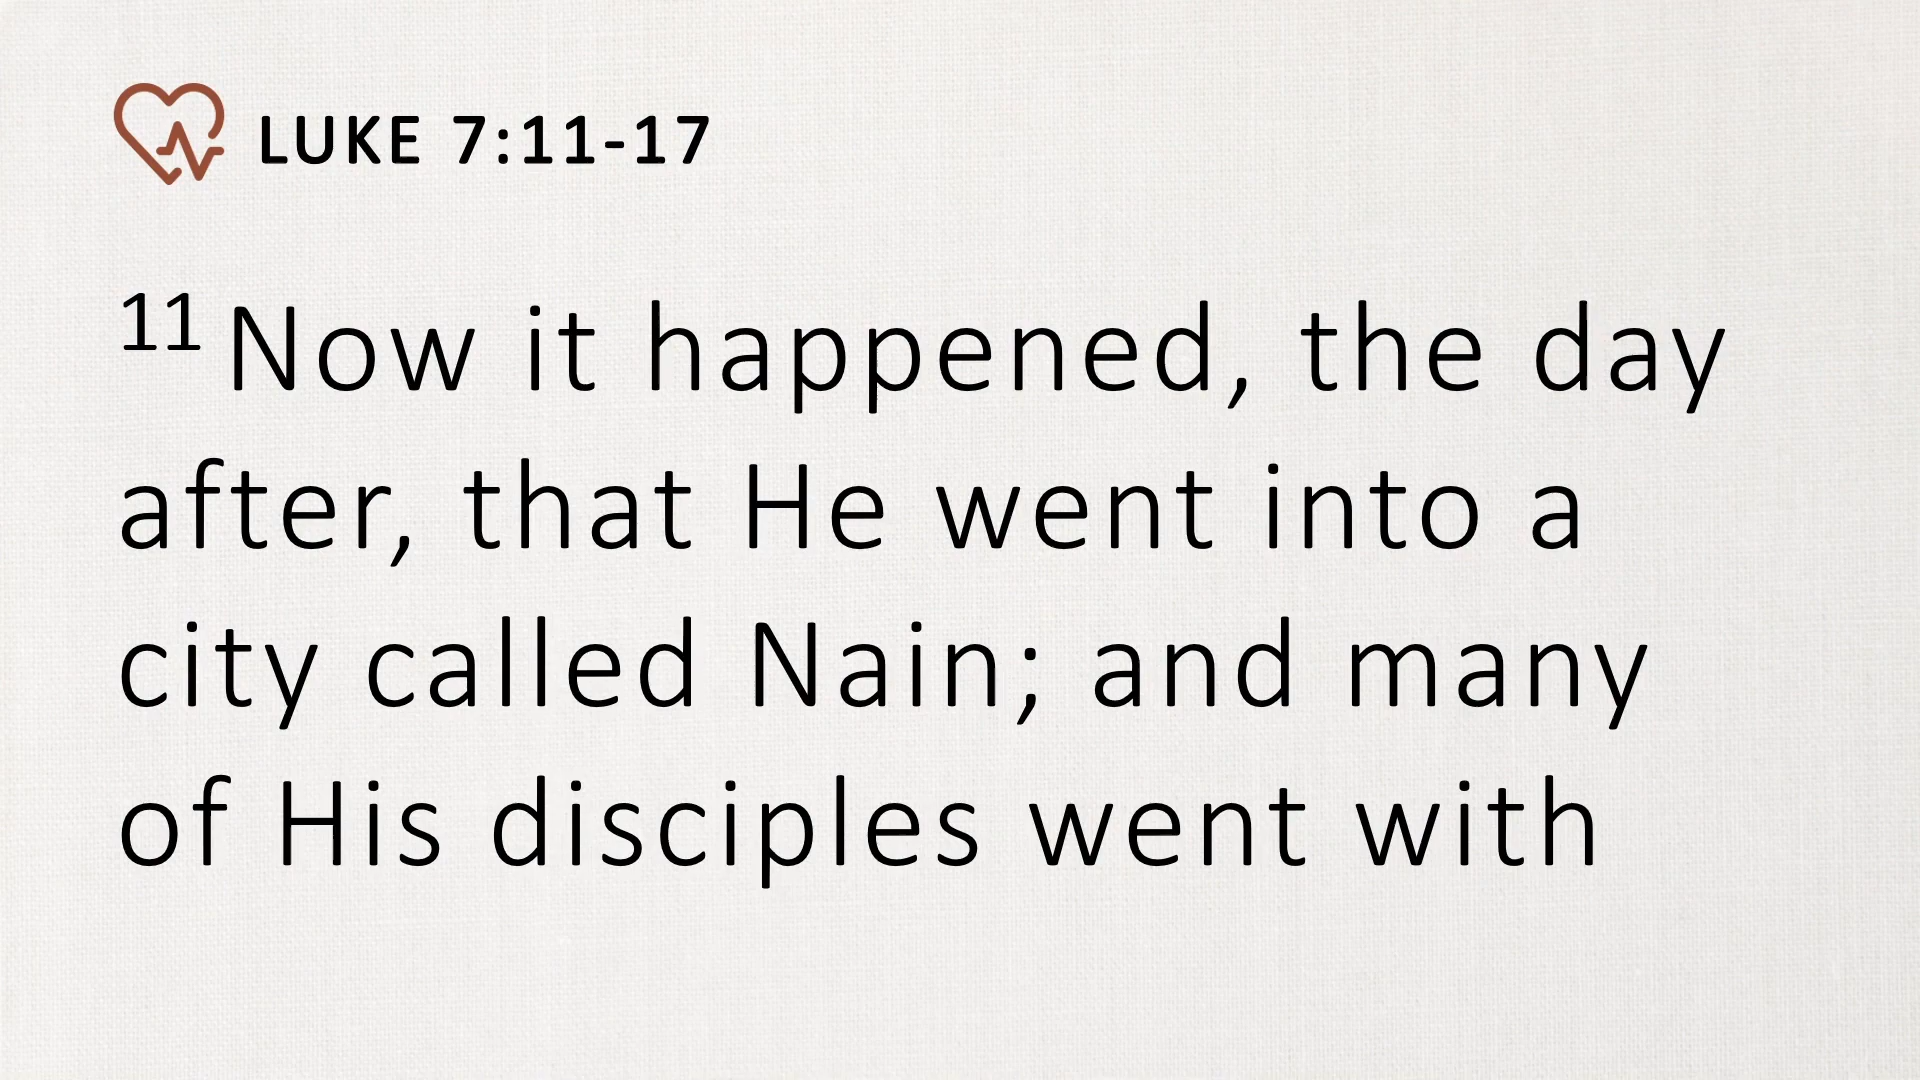 LUKE 7:11-17
11 Now it happened, the day
after, that He went into a
city called Nain; and many
of His disciples went with